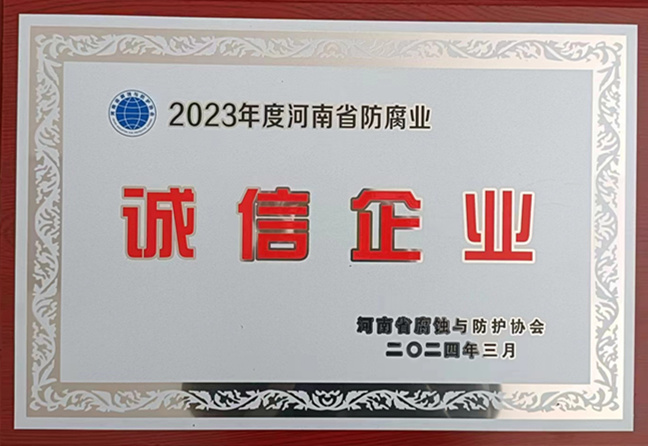 2023年度河南省防腐业
诚信企业
河南省腐蚀与防护协会
二〇二四年三月